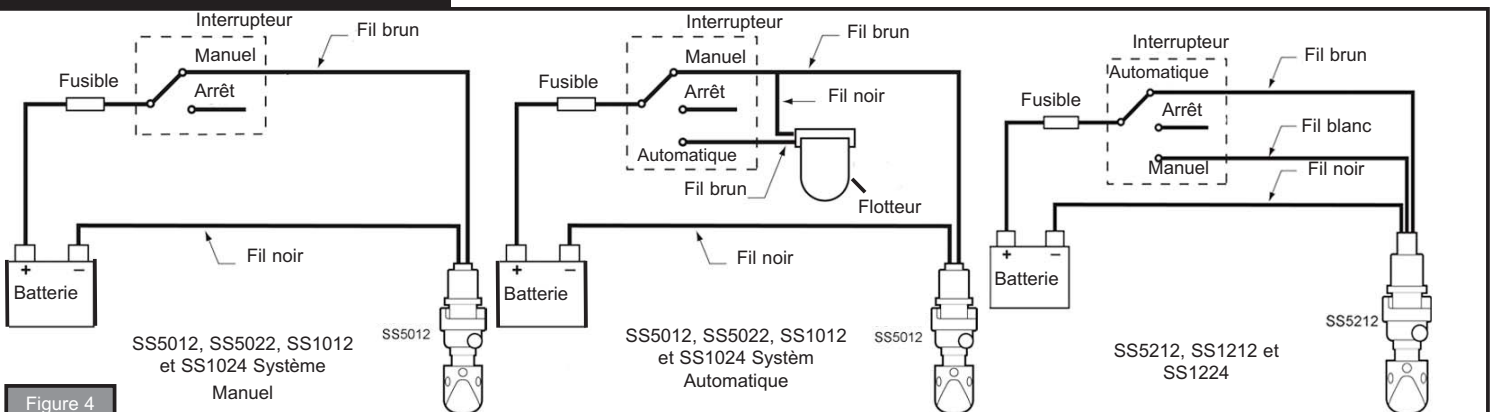 Interrupteur
Fil brun
Manuel
Fusible
Arrêt
Fil noir
+
−
Batterie
SS5012
SS5012, SS5022, SS1012
et SS1024 Système
Manuel
Interrupteur
Fil brun
Manuel
Fusible
Arrêt
Fil noir
Automatique
Fil brun
Flotteur
Fil noir
+
−
Batterie
SS5012
SS5012, SS5022, SS1012
et SS1024 Systèm
Automatique
Interrupteur
Fil brun
Automatique
Fusible
Arrêt
Fil blanc
Manuel
Fil noir
+
−
Batterie
SS5212
SS5212, SS1212 et
SS1224
Figure 4